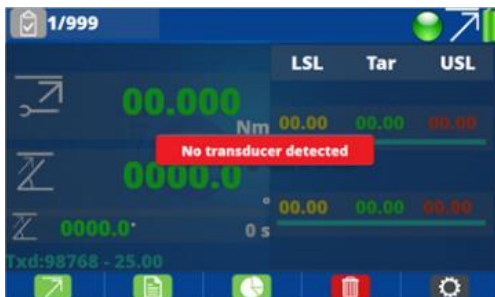 1/999
LSL Tar USL
00.000
Nm 00.00 00.00 00.00
No transducer detected
0000.0
° 00.00 00.00 00.00
0000.0° 0 s
Txd:98768 - 25.00